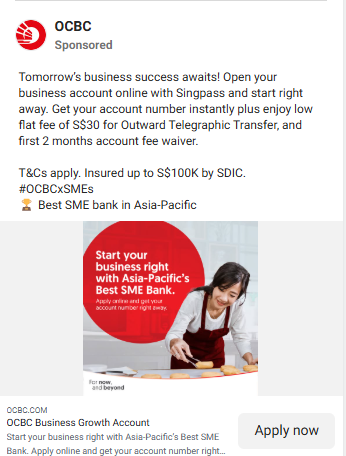 OCBC
Sponsored
Tomorrow's business success awaits! Open your
business account online with Singpass and start right
away. Get your account number instantly plus enjoy low
flat fee of S$30 for Outward Telegraphic Transfer, and
first 2 months account fee waiver.
T&Cs apply. Insured up to S$100K by SDIC.
#OCBCxSMEs
🏆 Best SME bank in Asia-Pacific
Start your
business right
with Asia-Pacific's
Best SME Bank.
Apply online and get your
account number right away.
For now,
and beyond
OCBC.COM
OCBC Business Growth Account
Start your business right with Asia-Pacific's Best SME
Bank. Apply online and get your account number right...
Apply now